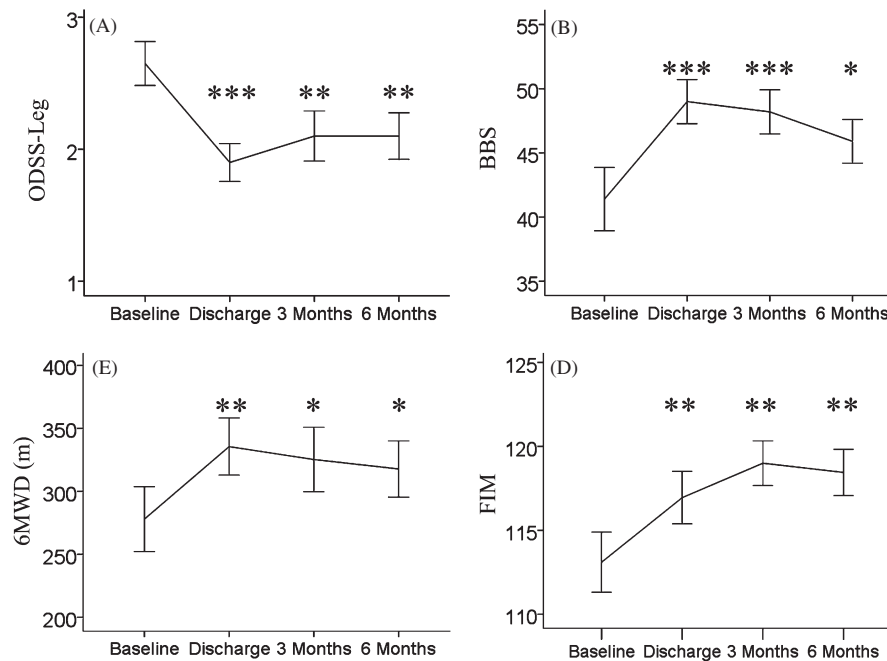 (A)
3
2
1
ODSS-Leg
*** ** **
Baseline Discharge 3 Months 6 Months
(B)
55
50
45
40
35
BBS
*** *** *
Baseline Discharge 3 Months 6 Months
(E)
400
350
300
250
200
6MWD (m)
** * *
Baseline Discharge 3 Months 6 Months
(D)
125
120
115
110
FIM
** ** **
Baseline Discharge 3 Months 6 Months